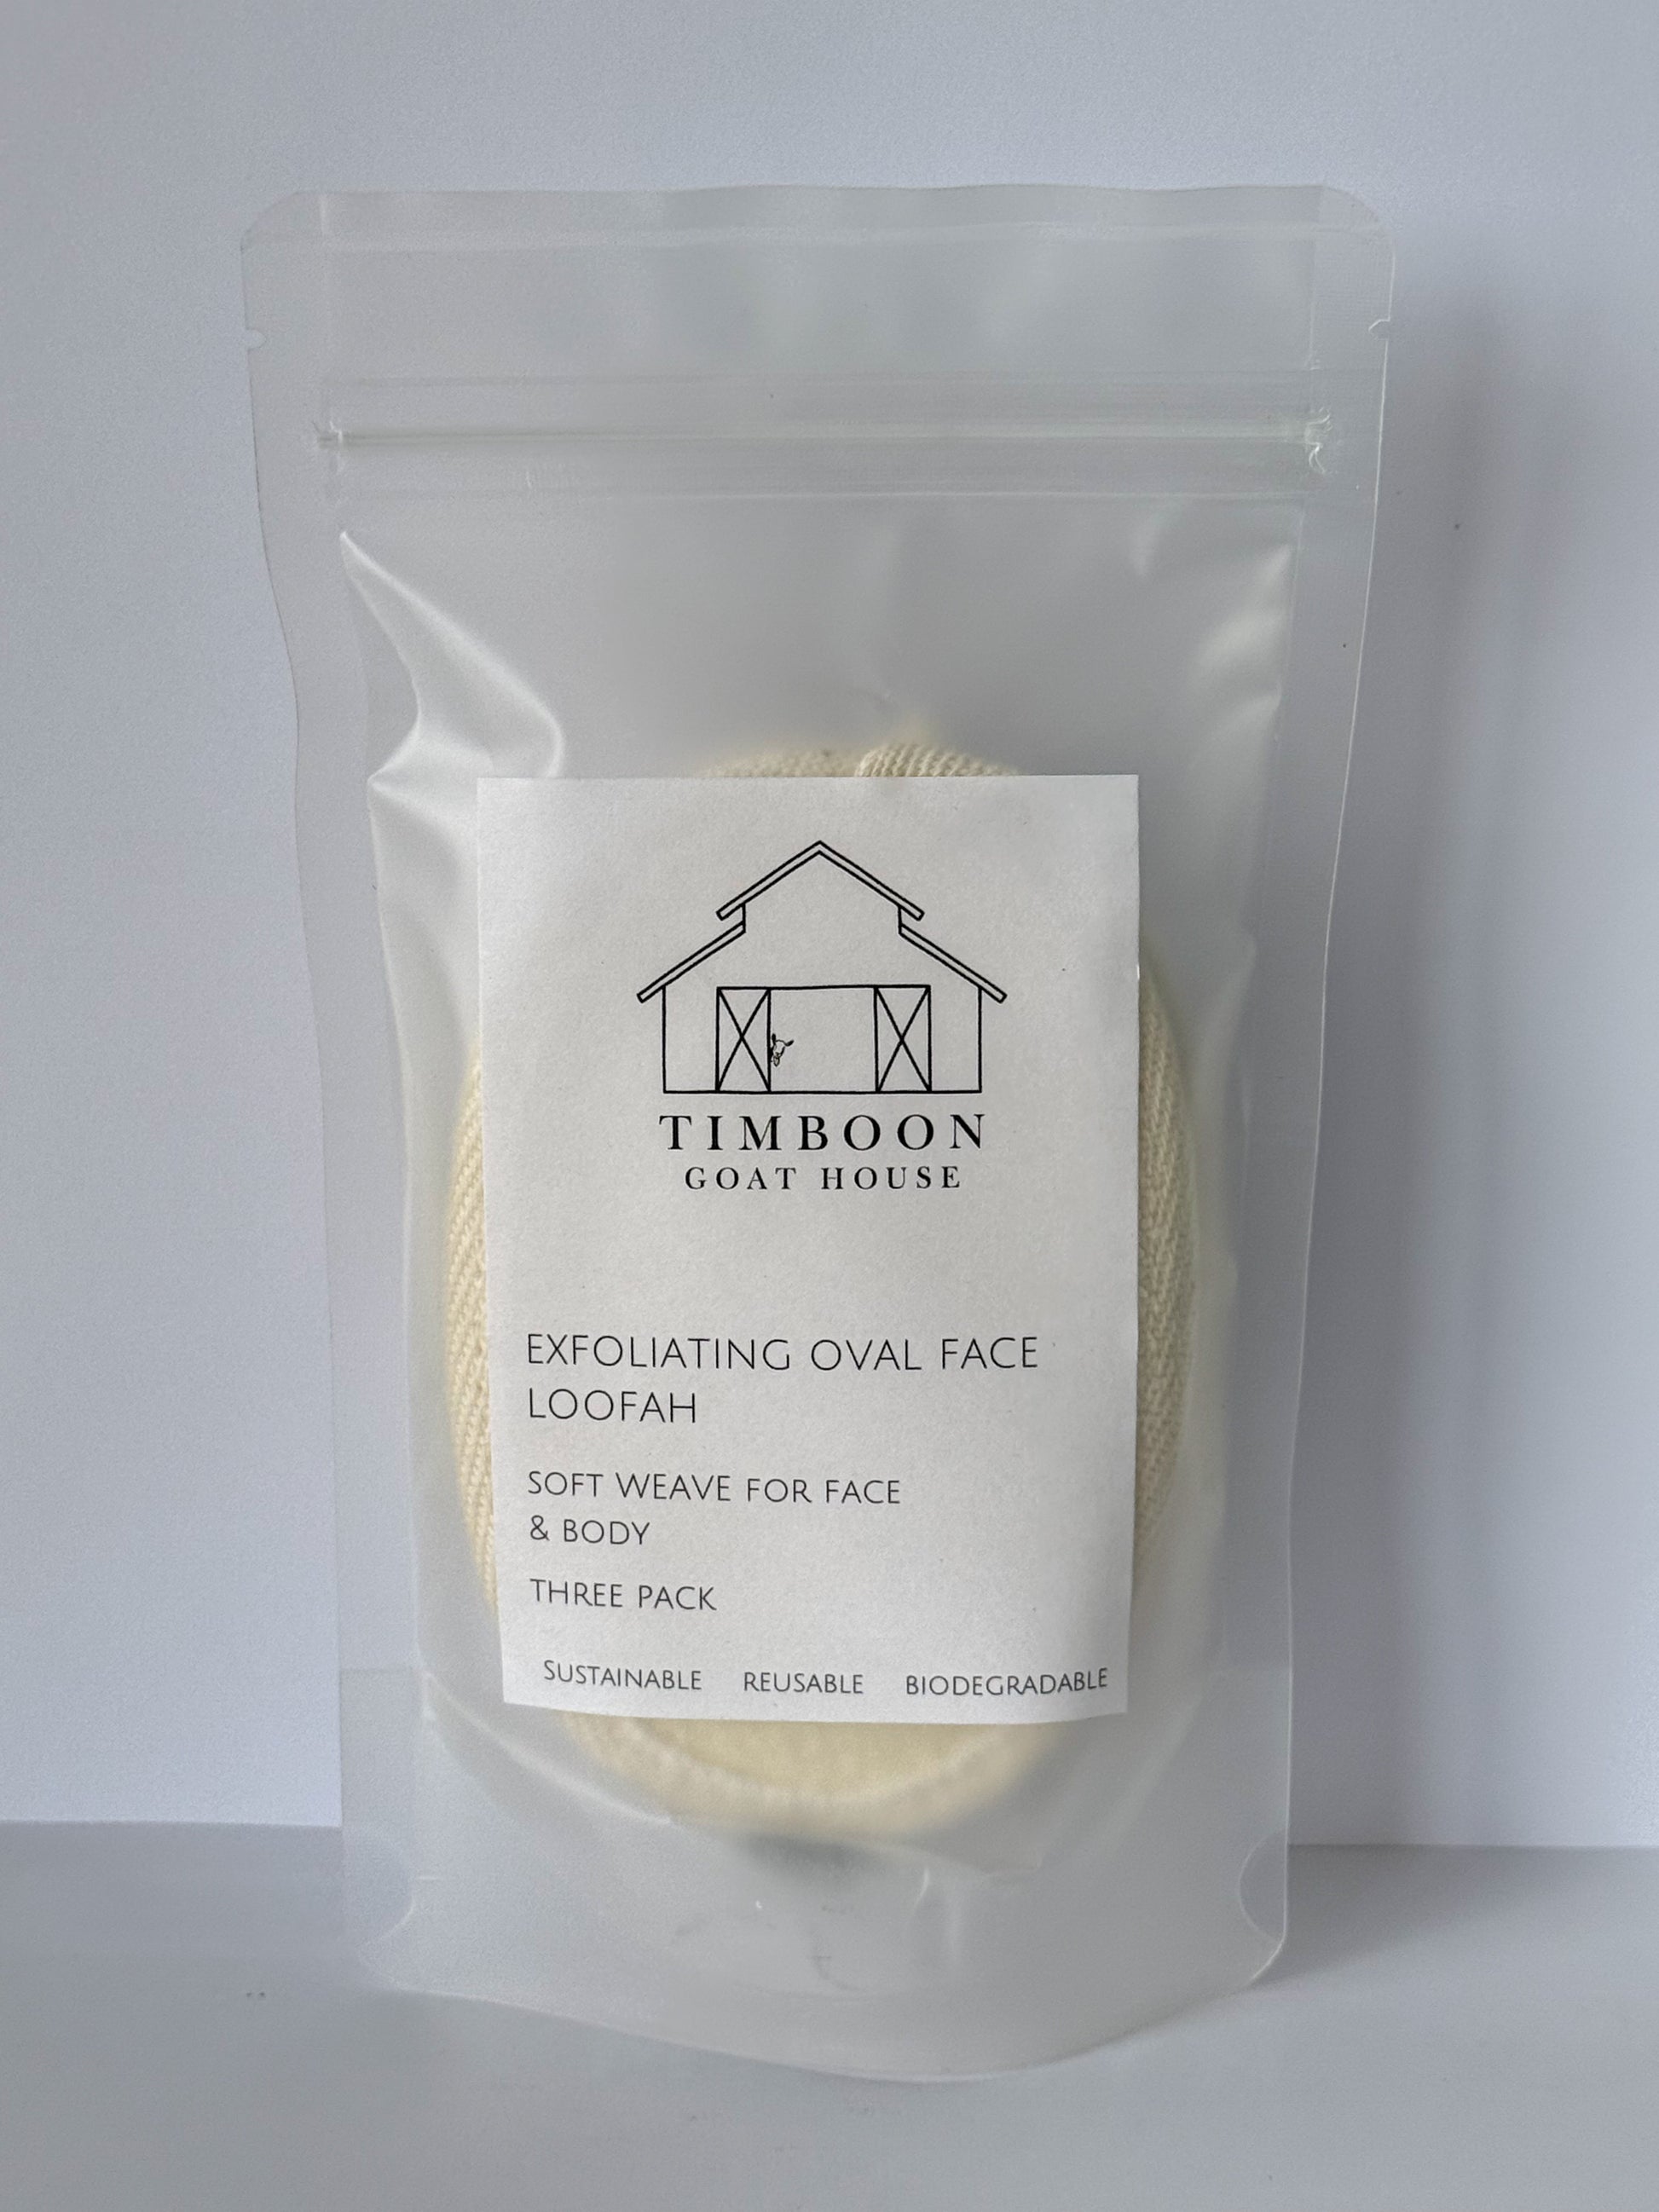 TIMBOON
GOAT HOUSE
EXFOLIATING OVAL FACE
LOOFAH
SOFT WEAVE FOR FACE
& BODY
THREE PACK
SUSTAINABLE REUSABLE BIODEGRADABLE